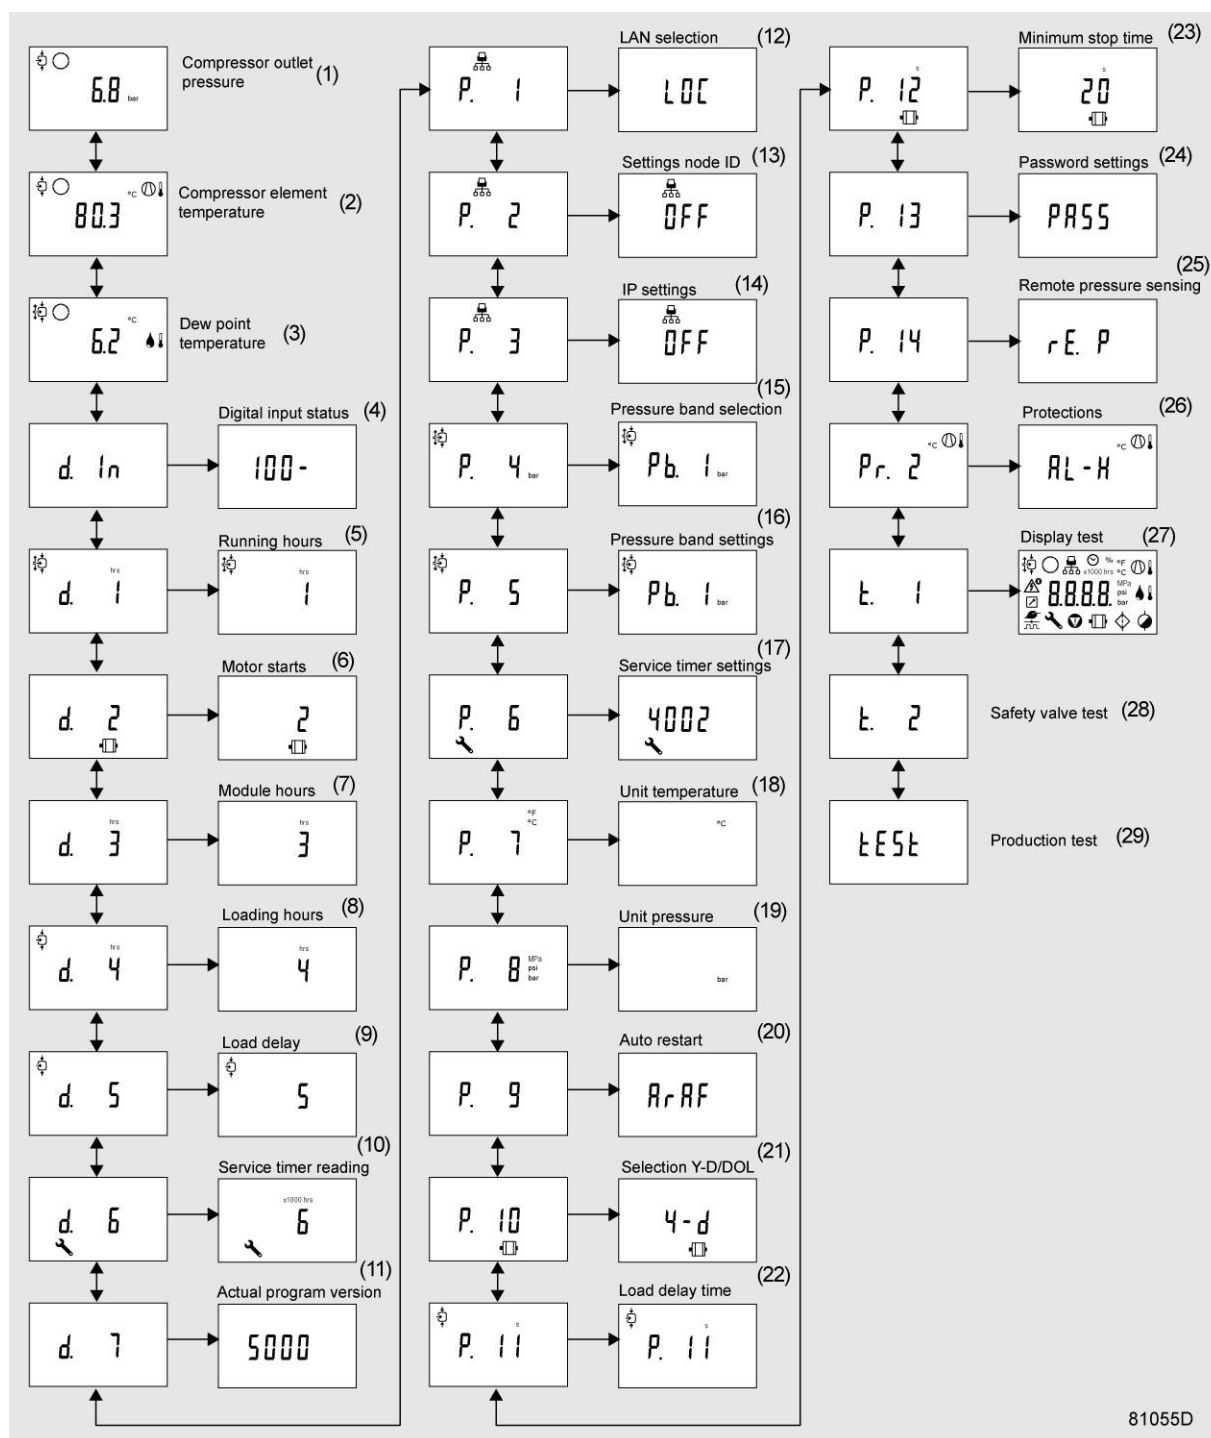 Compressor outlet
pressure
(1)
6.8 bar
Compressor element
temperature
(2)
°C
80.3
Dew point
temperature
(3)
°C
6.2
Digital input status (4)
d. In
100-
Running hours (5)
hrs
d. 1
hrs
1
Motor starts (6)
d. 2
2
Module hours (7)
hrs
d. 3
hrs
3
Loading hours (8)
hrs
d. 4
hrs
4
Load delay (9)
d. 5
5
(10)
Service timer reading
d. 6
x1000 hrs
6
(11)
Actual program version
d. 7
5000
LAN selection (12)
P. 1
LOC
Settings node ID (13)
P. 2
OFF
IP settings (14)
P. 3
OFF
(15)
Pressure band selection
P. 4 bar
Pb. 1 bar
(16)
Pressure band settings
P. 5
Pb. 1 bar
(17)
Service timer settings
P. 6
4002
Unit temperature (18)
°F
°C
P. 7
°C
Unit pressure (19)
P. 8
MPa
psi
bar
bar
Auto restart (20)
P. 9
ArAF
(21)
Selection Y-D/DOL
P. 10
Y-d
(22)
Load delay time
s
P. 11
s
P. 11
Minimum stop time (23)
s
P. 12
s
20
Password settings (24)
P. 13
PASS
(25)
Remote pressure sensing
P. 14
rE. P
Protections (26)
°C
Pr. 2
°C
AL-H
Display test (27)
t. 1
% °F
x1000 hrs °C
8.8.8.8.
MPa
psi
bar
t. 2
Safety valve test (28)
tESt
Production test (29)
81055D